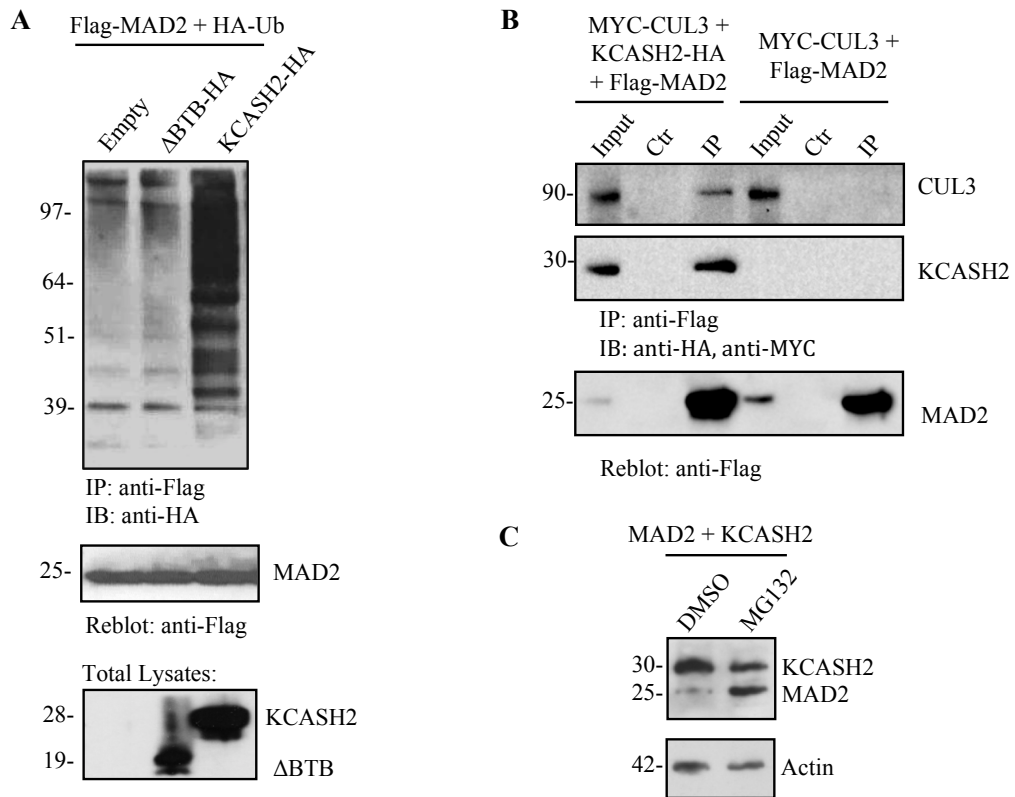 A
Flag-MAD2 + HA-Ub
Empty
ΔBTB-HA
KCASH2-HA
97-
64-
51-
39-
IP: anti-Flag
IB: anti-HA
25-
MAD2
Reblot: anti-Flag
Total Lysates:
28-
KCASH2
19-
ΔBTB
B
MYC-CUL3 +
KCASH2-HA
+ Flag-MAD2
MYC-CUL3 +
Flag-MAD2
Input
Ctr
IP
Input
Ctr
IP
90-
CUL3
30-
KCASH2
IP: anti-Flag
IB: anti-HA, anti-MYC
25-
MAD2
Reblot: anti-Flag
C
MAD2 + KCASH2
DMSO
MG132
30-
KCASH2
25-
MAD2
42-
Actin